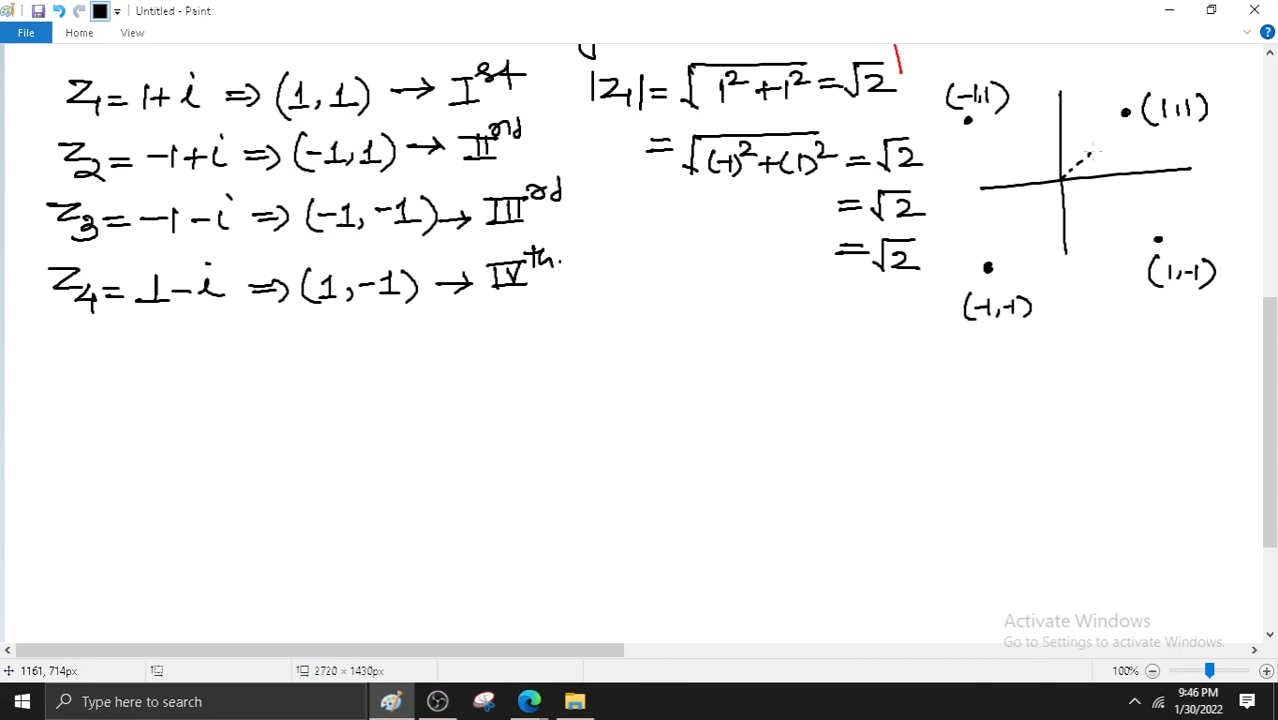 Untitled - Paint
File Home View
Z1 = 1+i ⇒ (1, 1) → I st
Z2 = -1+i ⇒ (-1, 1) → II rd
Z3 = -1-i ⇒ (-1, -1) → III rd
Z4 = 1-i ⇒ (1, -1) → IV th.
|Z1| = √(1² + 1²) = √2
= √((-1)² + (1)²) = √2
= √2
= √2
(-1,1)
(1,1)
(1,-1)
(-1,-1)
Activate Windows
Go to Settings to activate Windows.
1161, 714px
2720 × 1430px
100%
Type here to search
9:46 PM
1/30/2022